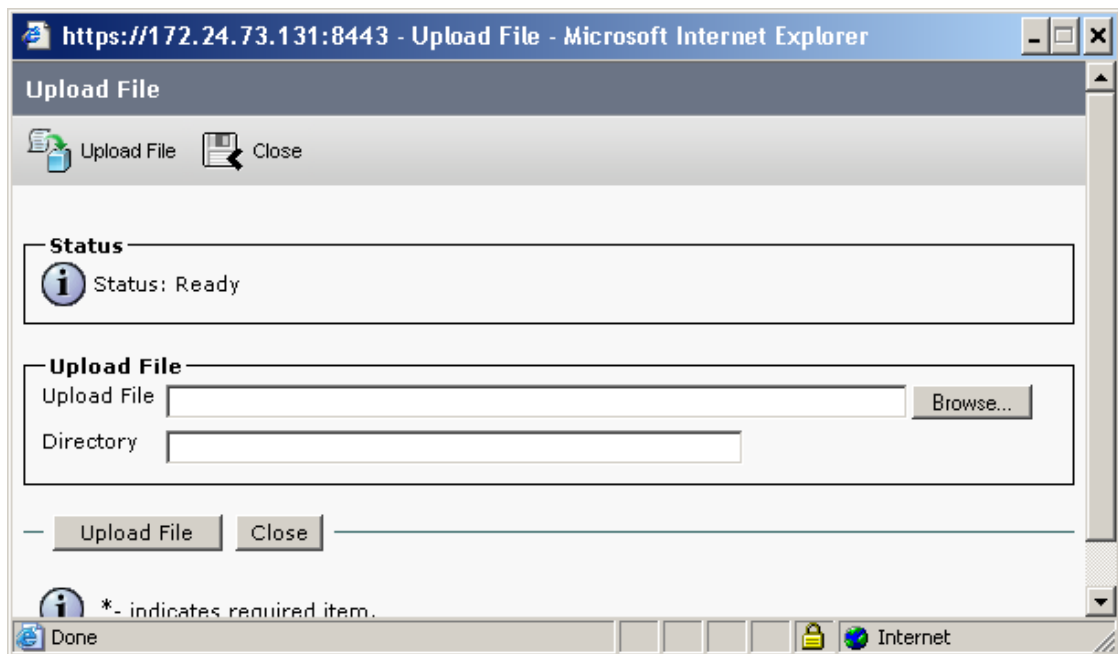 https://172.24.73.131:8443 - Upload File - Microsoft Internet Explorer
Upload File
Upload File Close
Status
Status: Ready
Upload File
Upload File Browse...
Directory
Upload File Close
*- indicates required item.
Done Internet